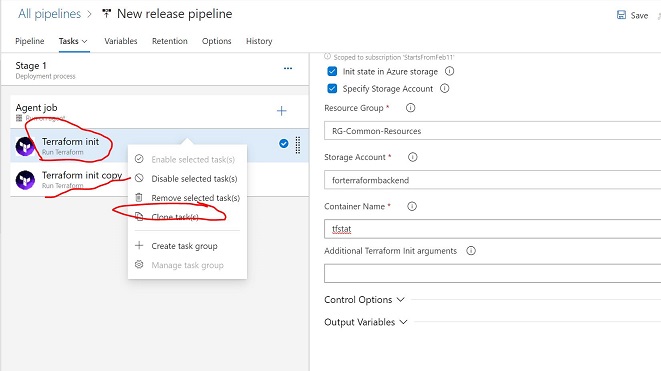 All pipelines > New release pipeline
Save
Pipeline Tasks Variables Retention Options History
Stage 1
Deployment process
Agent job
Run on agent
Terraform init
Run Terraform
Terraform init copy
Run Terraform
Enable selected task(s)
Disable selected task(s)
Remove selected task(s)
Clone task(s)
Create task group
Manage task group
Scoped to subscription 'StartsFromFeb11'
Init state in Azure storage
Specify Storage Account
Resource Group *
RG-Common-Resources
Storage Account *
forterraformbackend
Container Name *
tfstat
Additional Terraform Init arguments
Control Options
Output Variables